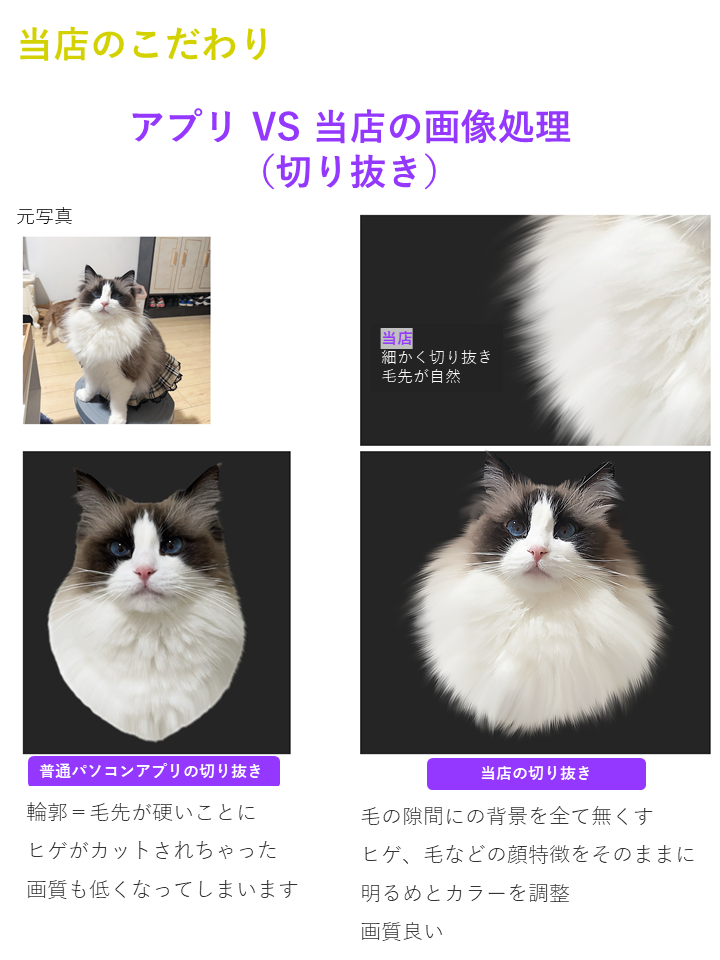 当店のこだわり
アプリ VS 当店の画像処理
（切り抜き）
元写真
当店
細かく切り抜き
毛先が自然
普通パソコンアプリの切り抜き
輪郭＝毛先が硬いことに
ヒゲがカットされちゃった
画質も低くなってしまいます
当店の切り抜き
毛の隙間にの背景を全て無くす
ヒゲ、毛などの顔特徴をそのままに
明るめとカラーを調整
画質良い